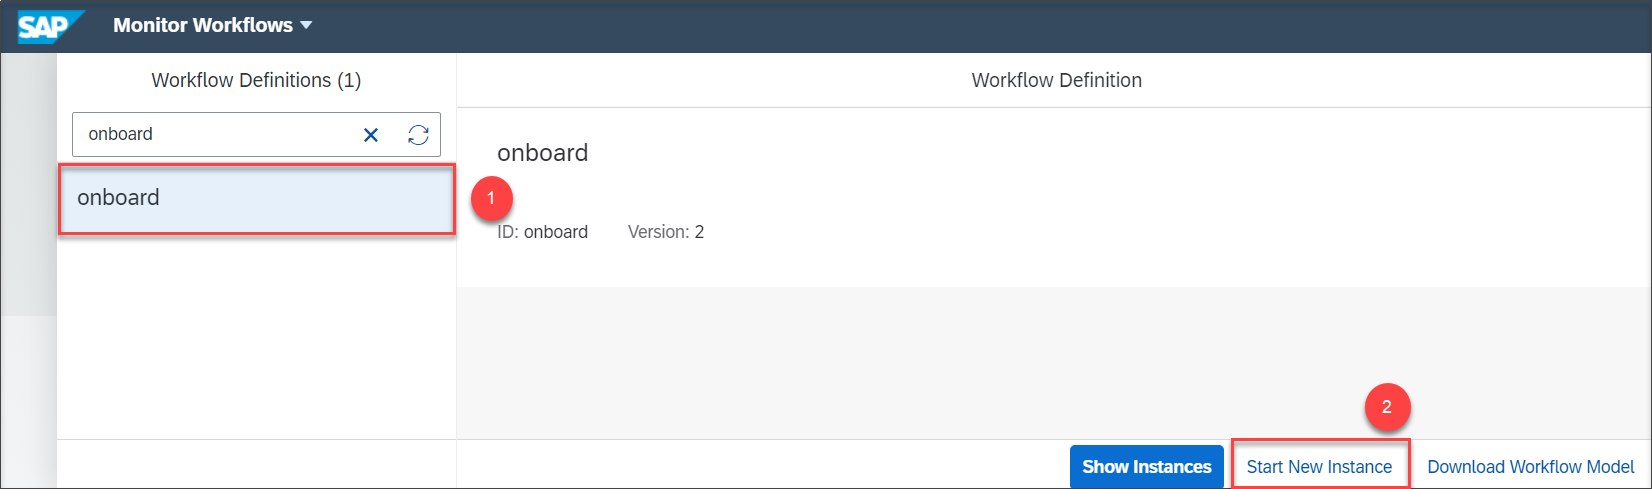 SAP Monitor Workflows
Workflow Definitions (1)
Workflow Definition
onboard
onboard
onboard
1
ID: onboard Version: 2
2
Show Instances Start New Instance Download Workflow Model